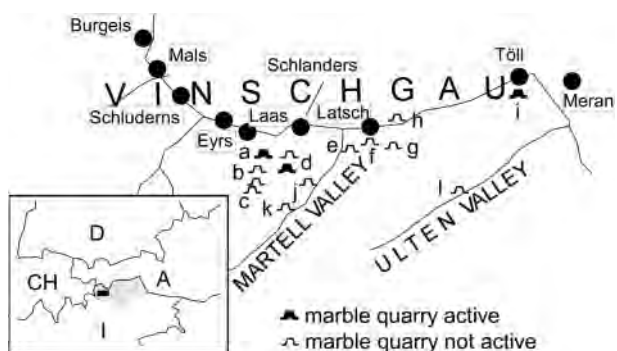 Burgeis
Mals
Schlanders
Töll
VINSCHGAU
Schluderns
Laas
Latsch
Meran
Eyrs
h
i
a
d
e
f
g
b
c
j
k
l
MARTELL VALLEY
ULTEN VALLEY
D
CH
A
I
marble quarry active
marble quarry not active